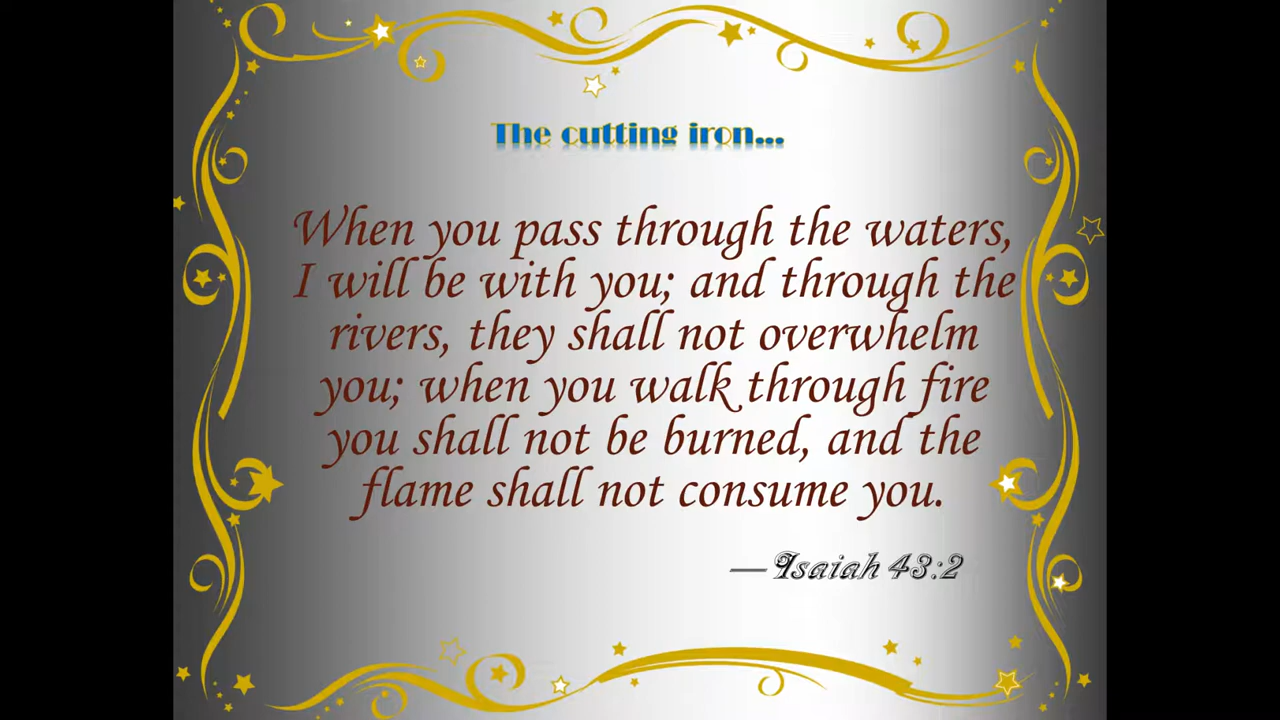 The cutting iron...
When you pass through the waters,
I will be with you; and through the
rivers, they shall not overwhelm
you; when you walk through fire
you shall not be burned, and the
flame shall not consume you.
—Isaiah 43:2